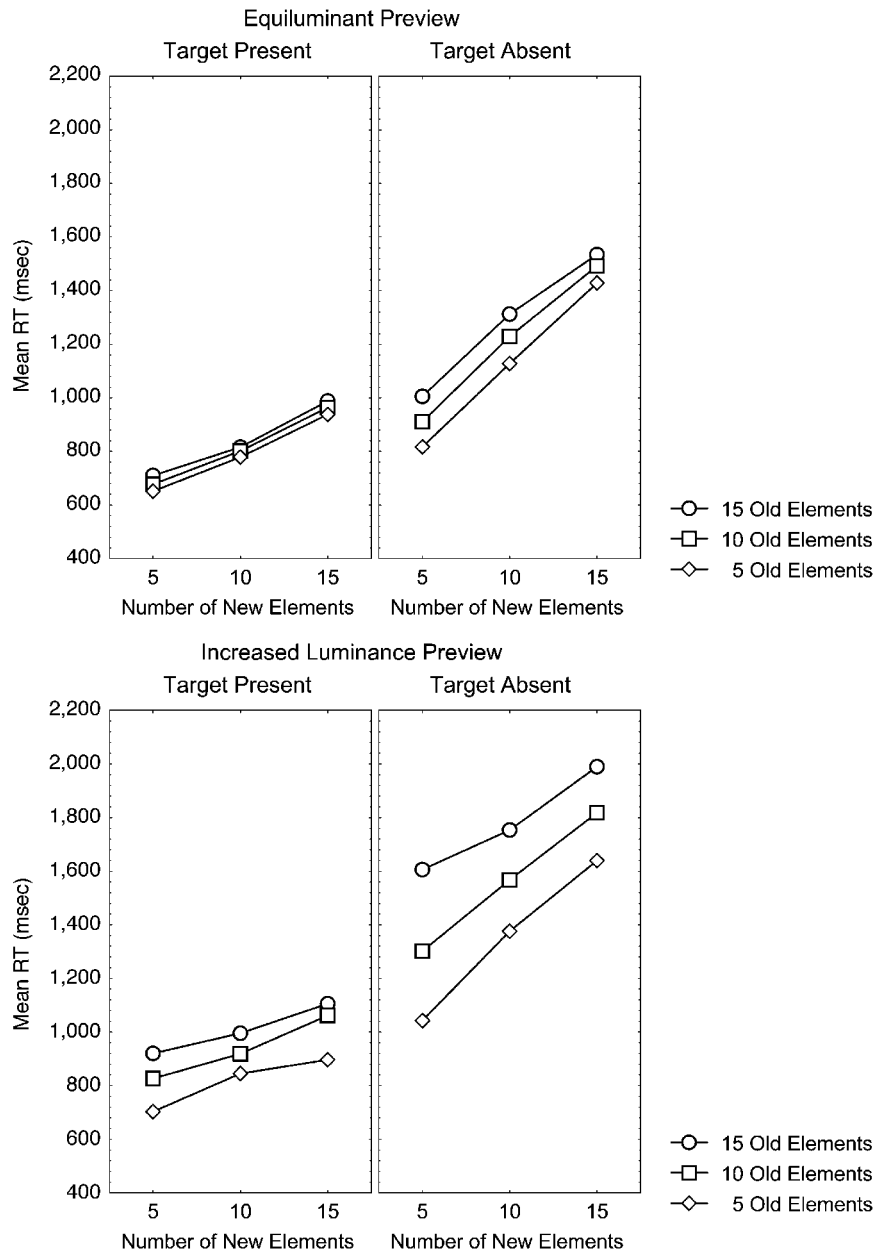 Equiluminant Preview
Target Present Target Absent
2,200
2,000
1,800
1,600
1,400
1,200
1,000
800
600
400
Mean RT (msec)
5 10 15 5 10 15
Number of New Elements Number of New Elements
15 Old Elements
10 Old Elements
5 Old Elements
Increased Luminance Preview
Target Present Target Absent
2,200
2,000
1,800
1,600
1,400
1,200
1,000
800
600
400
Mean RT (msec)
5 10 15 5 10 15
Number of New Elements Number of New Elements
15 Old Elements
10 Old Elements
5 Old Elements